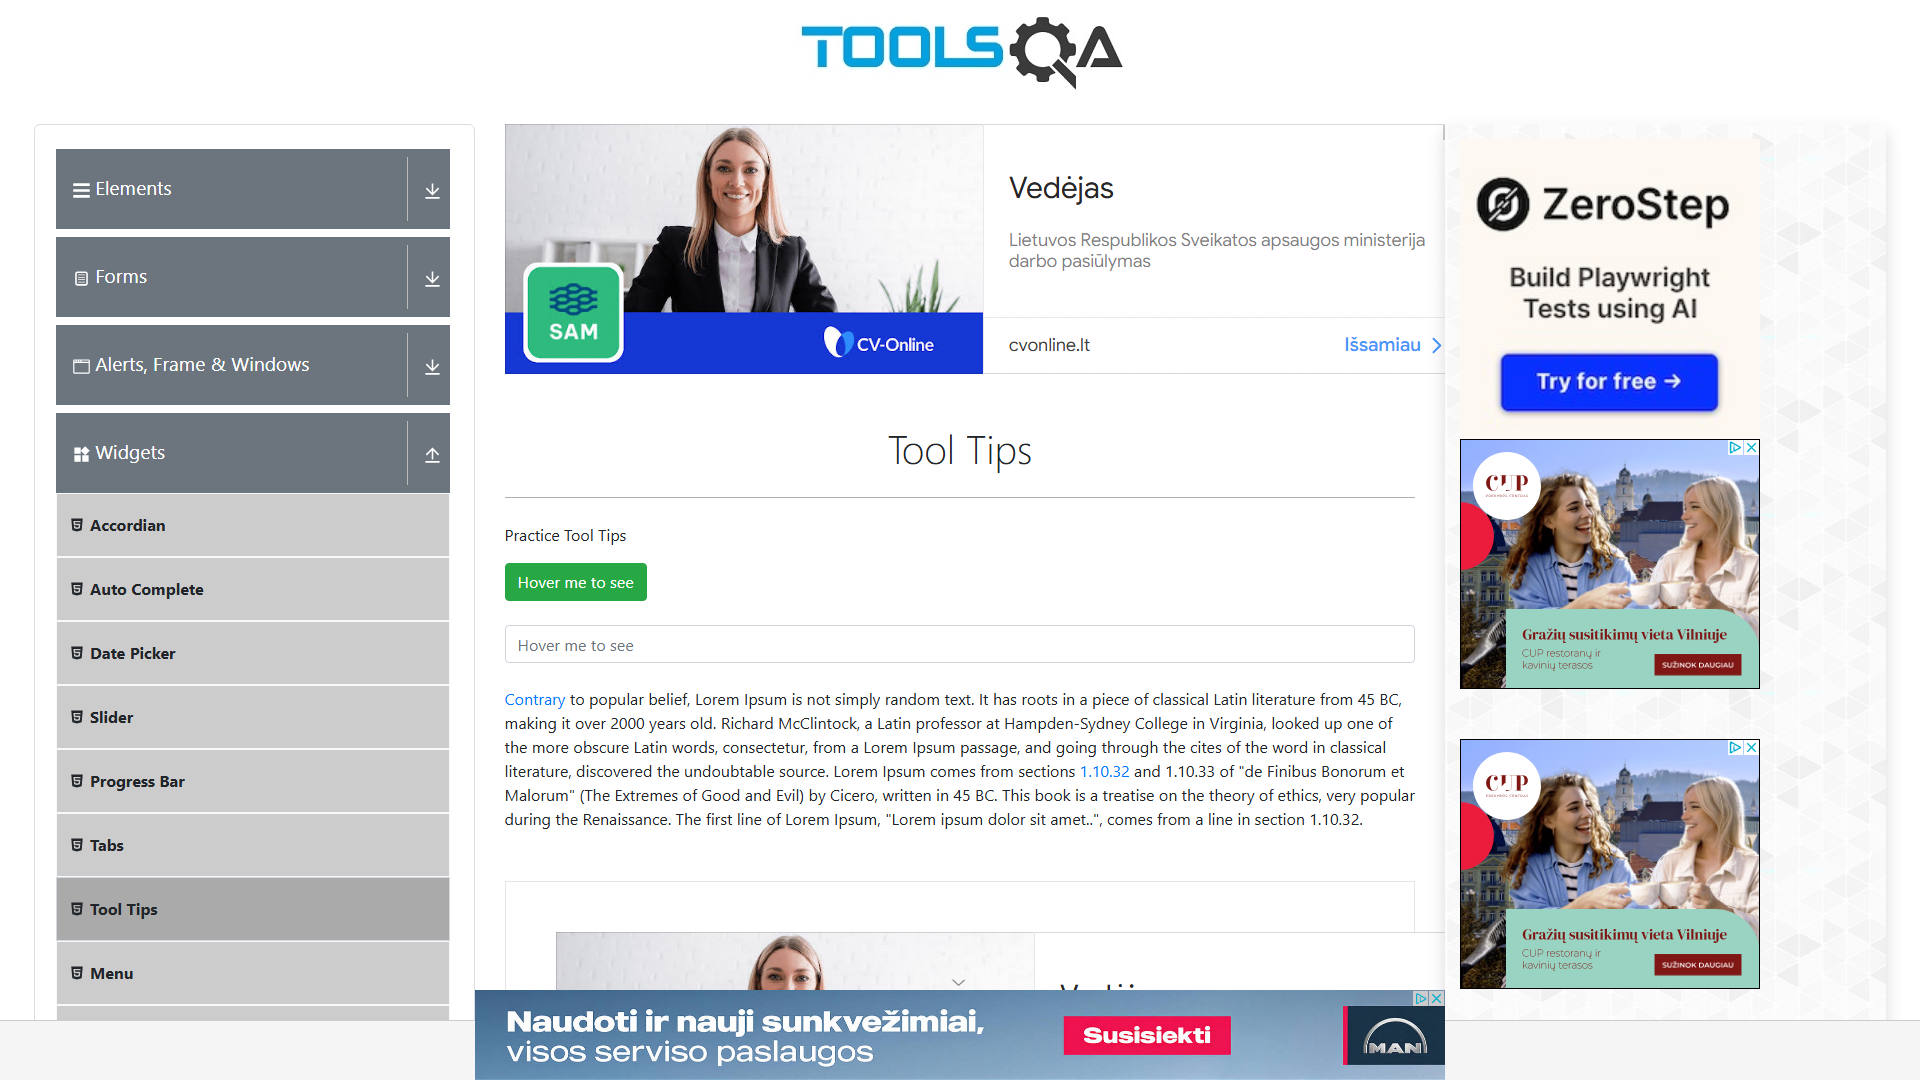 TOOLSQA
Elements
Forms
Alerts, Frame & Windows
Widgets
Accordian
Auto Complete
Date Picker
Slider
Progress Bar
Tabs
Tool Tips
Menu
SAM
CV-Online
Vedėjas
Lietuvos Respublikos Sveikatos apsaugos ministerija
darbo pasiūlymas
cvonline.lt
Išsamiau
Tool Tips
Practice Tool Tips
Hover me to see
Hover me to see
Contrary to popular belief, Lorem Ipsum is not simply random text. It has roots in a piece of classical Latin literature from 45 BC,
making it over 2000 years old. Richard McClintock, a Latin professor at Hampden-Sydney College in Virginia, looked up one of
the more obscure Latin words, consectetur, from a Lorem Ipsum passage, and going through the cites of the word in classical
literature, discovered the undoubtable source. Lorem Ipsum comes from sections 1.10.32 and 1.10.33 of "de Finibus Bonorum et
Malorum" (The Extremes of Good and Evil) by Cicero, written in 45 BC. This book is a treatise on the theory of ethics, very popular
during the Renaissance. The first line of Lorem Ipsum, "Lorem ipsum dolor sit amet..", comes from a line in section 1.10.32.
Naudoti ir nauji sunkvežimiai,
visos serviso paslaugos
Susisiekti
MAN
ZeroStep
Build Playwright
Tests using AI
Try for free →
CUP
Gražių susitikimų vieta Vilniuje
CUP restoranų ir
kavinių terasos
SUŽINOK DAUGIAU
CUP
Gražių susitikimų vieta Vilniuje
CUP restoranų ir
kavinių terasos
SUŽINOK DAUGIAU